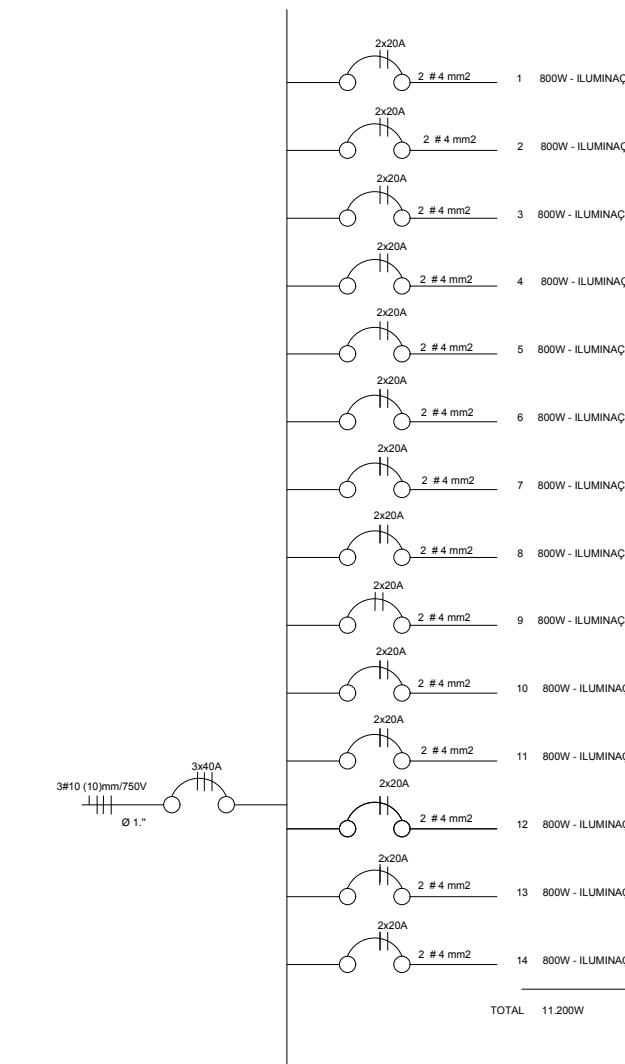 2x20A
2 # 4 mm2 1 800W - ILUMINAÇ
2x20A
2 # 4 mm2 2 800W - ILUMINAÇ
2x20A
2 # 4 mm2 3 800W - ILUMINAÇ
2x20A
2 # 4 mm2 4 800W - ILUMINAÇ
2x20A
2 # 4 mm2 5 800W - ILUMINAÇ
2x20A
2 # 4 mm2 6 800W - ILUMINAÇ
2x20A
2 # 4 mm2 7 800W - ILUMINAÇ
2x20A
2 # 4 mm2 8 800W - ILUMINAÇ
2x20A
2 # 4 mm2 9 800W - ILUMINAÇ
2x20A
2 # 4 mm2 10 800W - ILUMINAÇ
2x20A
2 # 4 mm2 11 800W - ILUMINAÇ
3x40A
3#10 (10)mm/750V
Ø 1."
2x20A
2 # 4 mm2 12 800W - ILUMINAÇ
2x20A
2 # 4 mm2 13 800W - ILUMINAÇ
2x20A
2 # 4 mm2 14 800W - ILUMINAÇ
TOTAL 11.200W